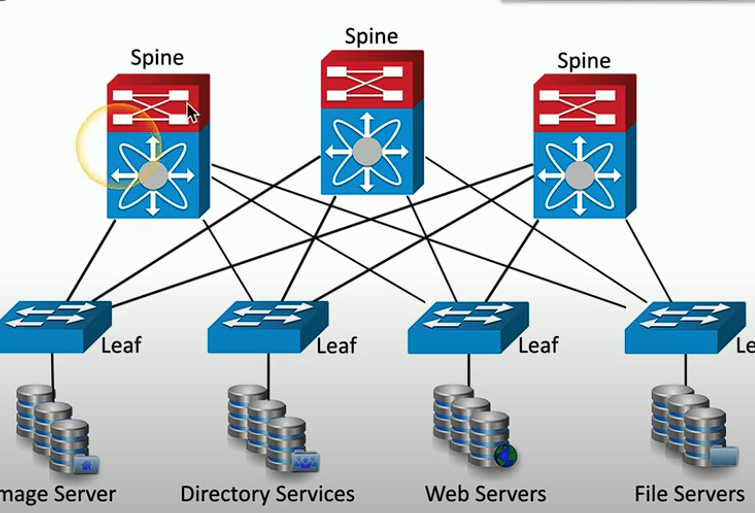 Spine
Spine
Spine
Leaf
Leaf
Leaf
Le
mage Server
Directory Services
Web Servers
File Servers